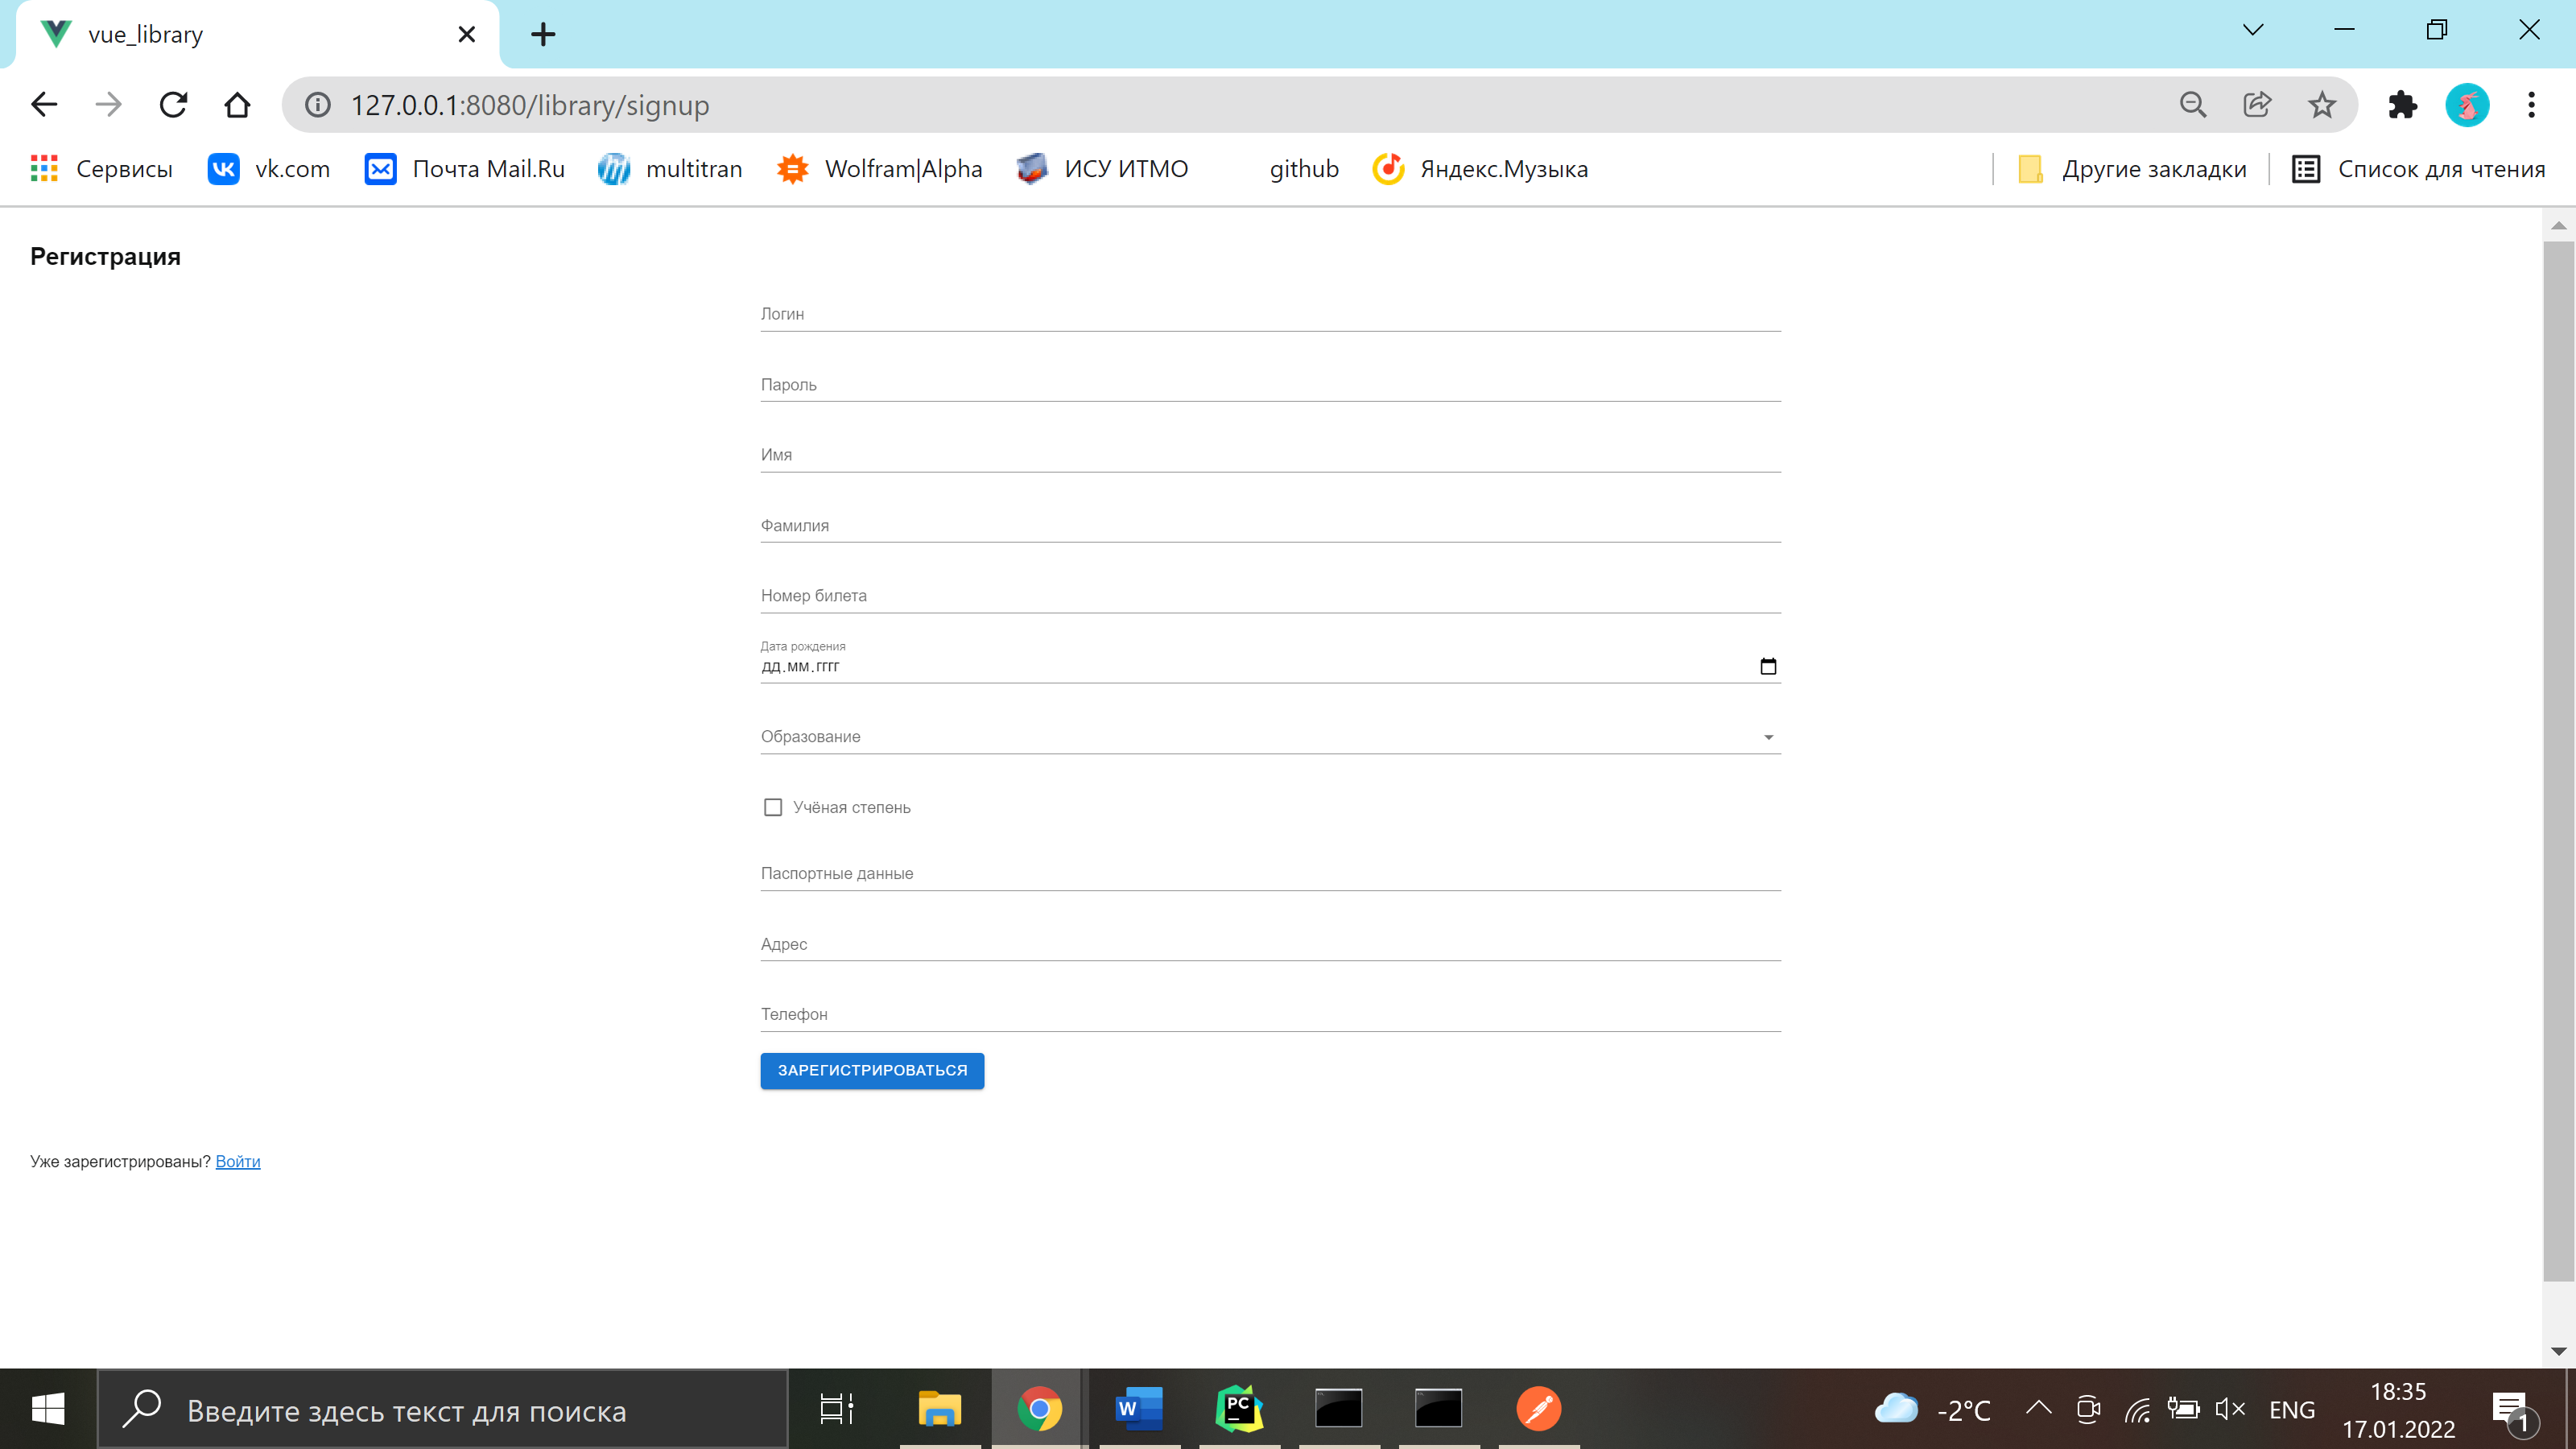 vue_library
127.0.0.1:8080/library/signup
Сервисы vk.com Почта Mail.Ru multitran Wolfram|Alpha ИСУ ИТМО github Яндекс.Музыка Другие закладки Список для чтения
Регистрация
Логин
Пароль
Имя
Фамилия
Номер билета
Дата рождения
дд.мм.гггг
Образование
Учёная степень
Паспортные данные
Адрес
Телефон
ЗАРЕГИСТРИРОВАТЬСЯ
Уже зарегистрированы? Войти
Введите здесь текст для поиска
W
PC
-2°C
ENG
18:35
17.01.2022
1